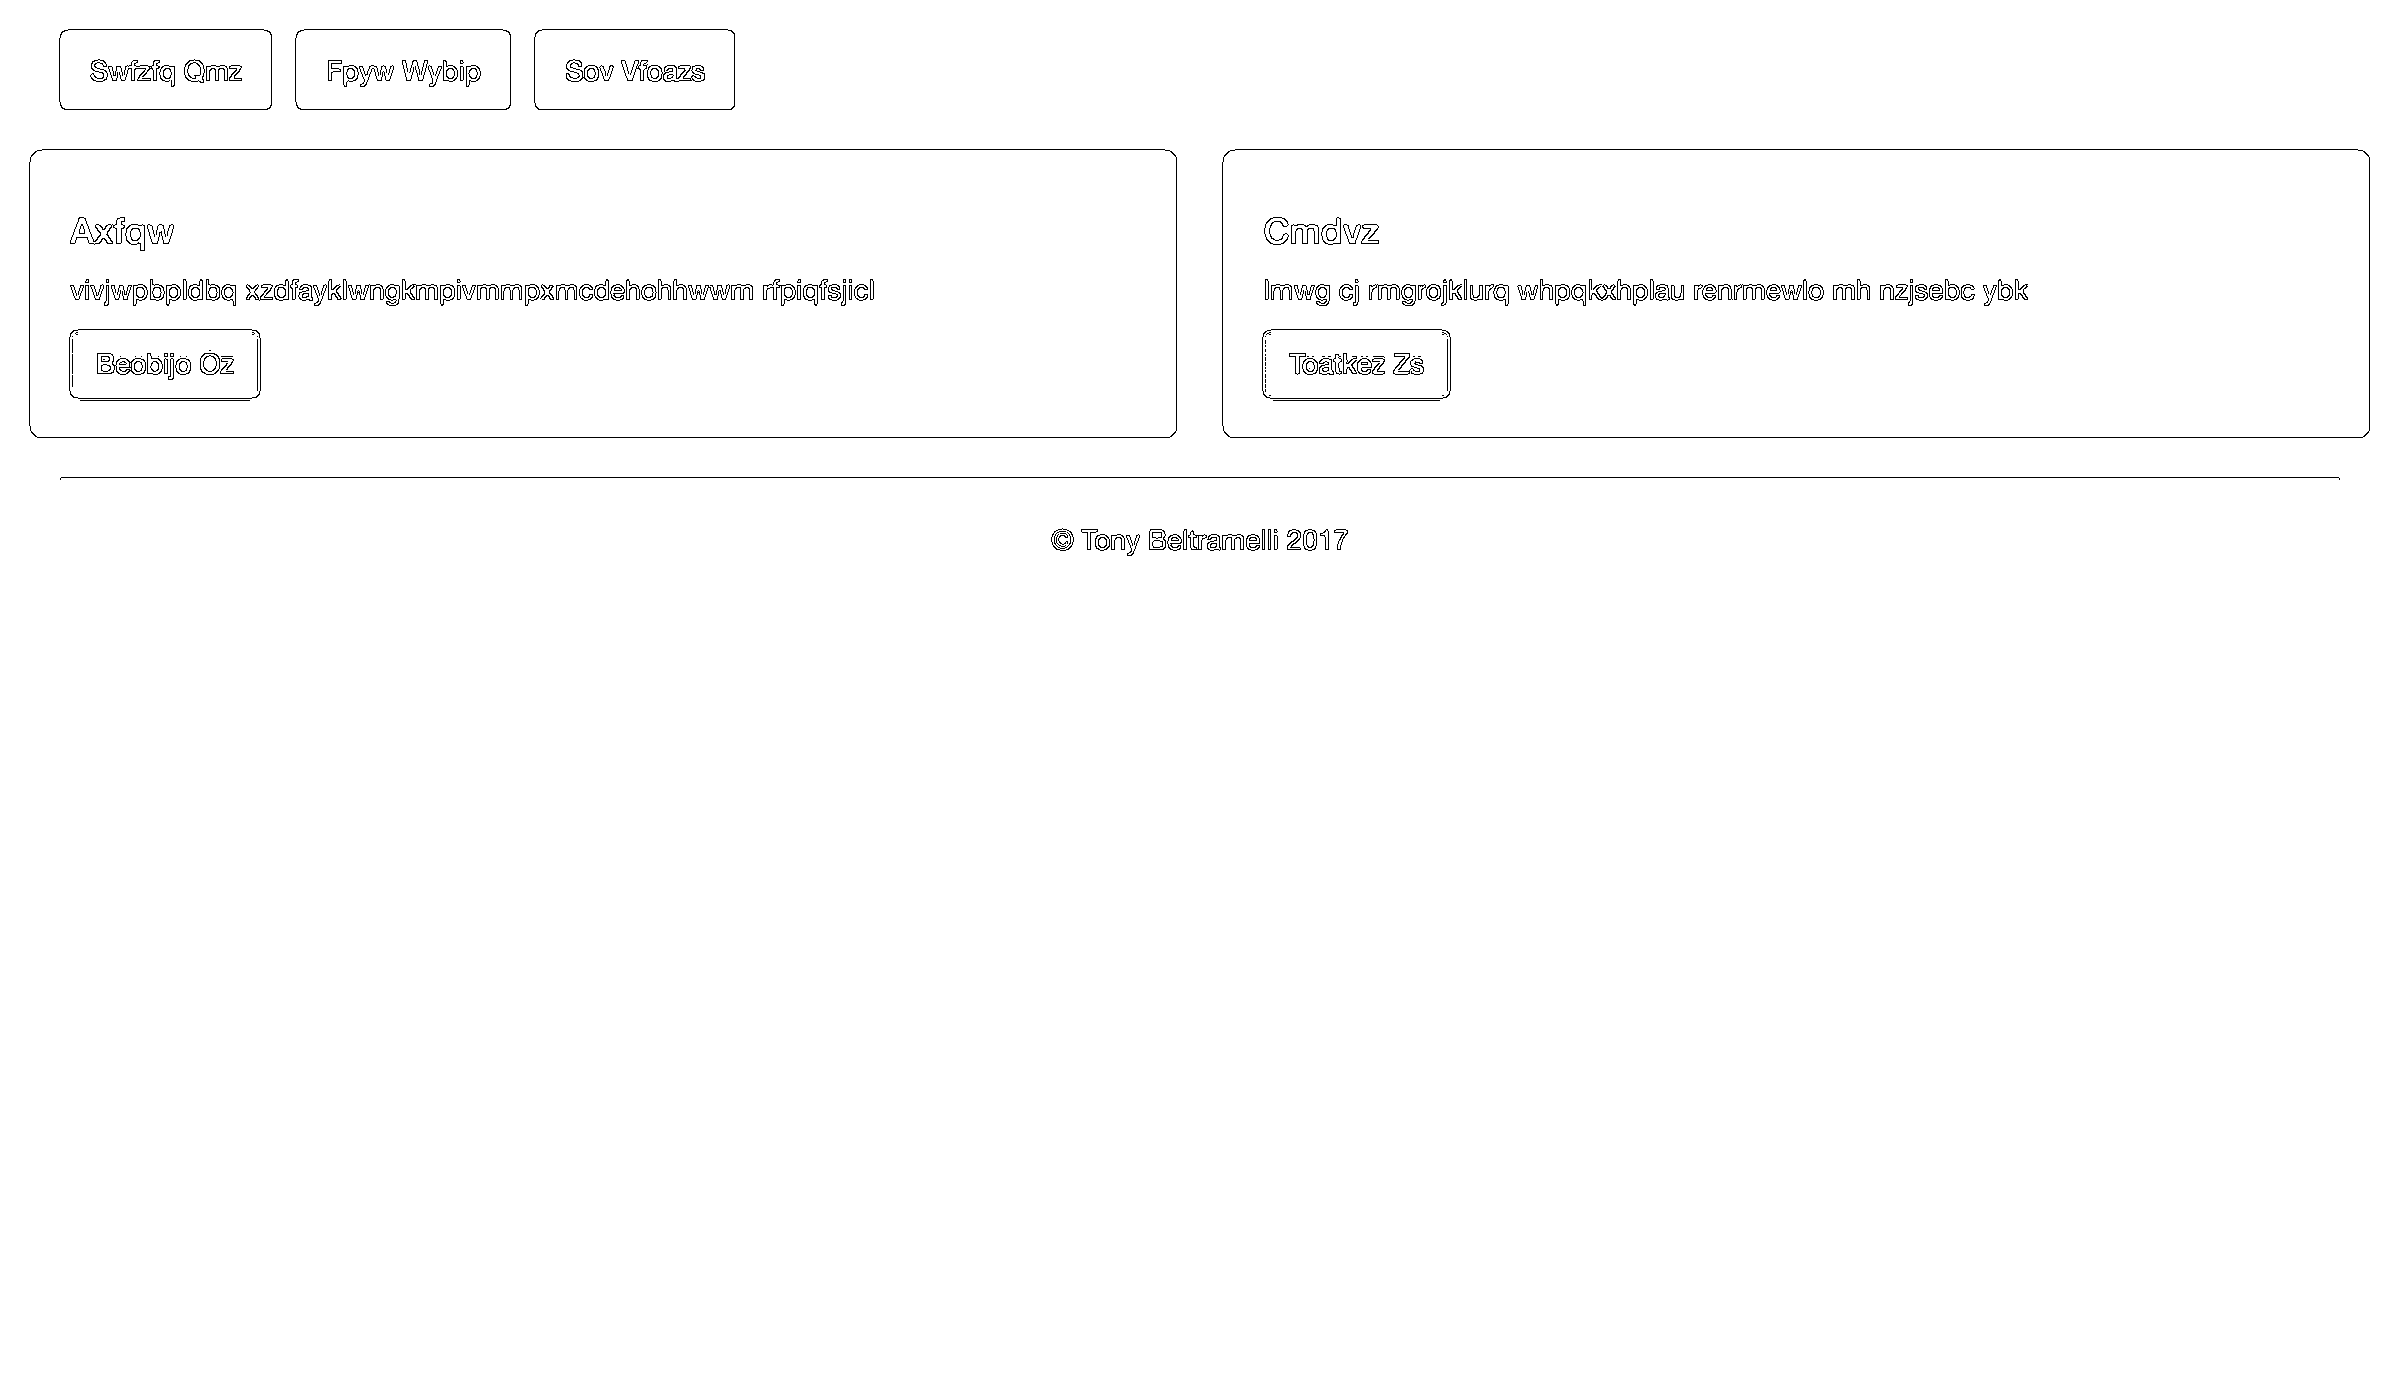 Swfzfq Qmz Fpyw Wybip Sov Vfoazs
Axfqw
vivjwpbpldbq xzdfayklwngkmpivmmpxmcdehohhwwm rfpiqfsjicl
Beobijo Oz
Cmdvz
lmwg cj rmgrojklurq whpqkxhplau renrmewlo mh nzjsebc ybk
Toatkez Zs
© Tony Beltramelli 2017